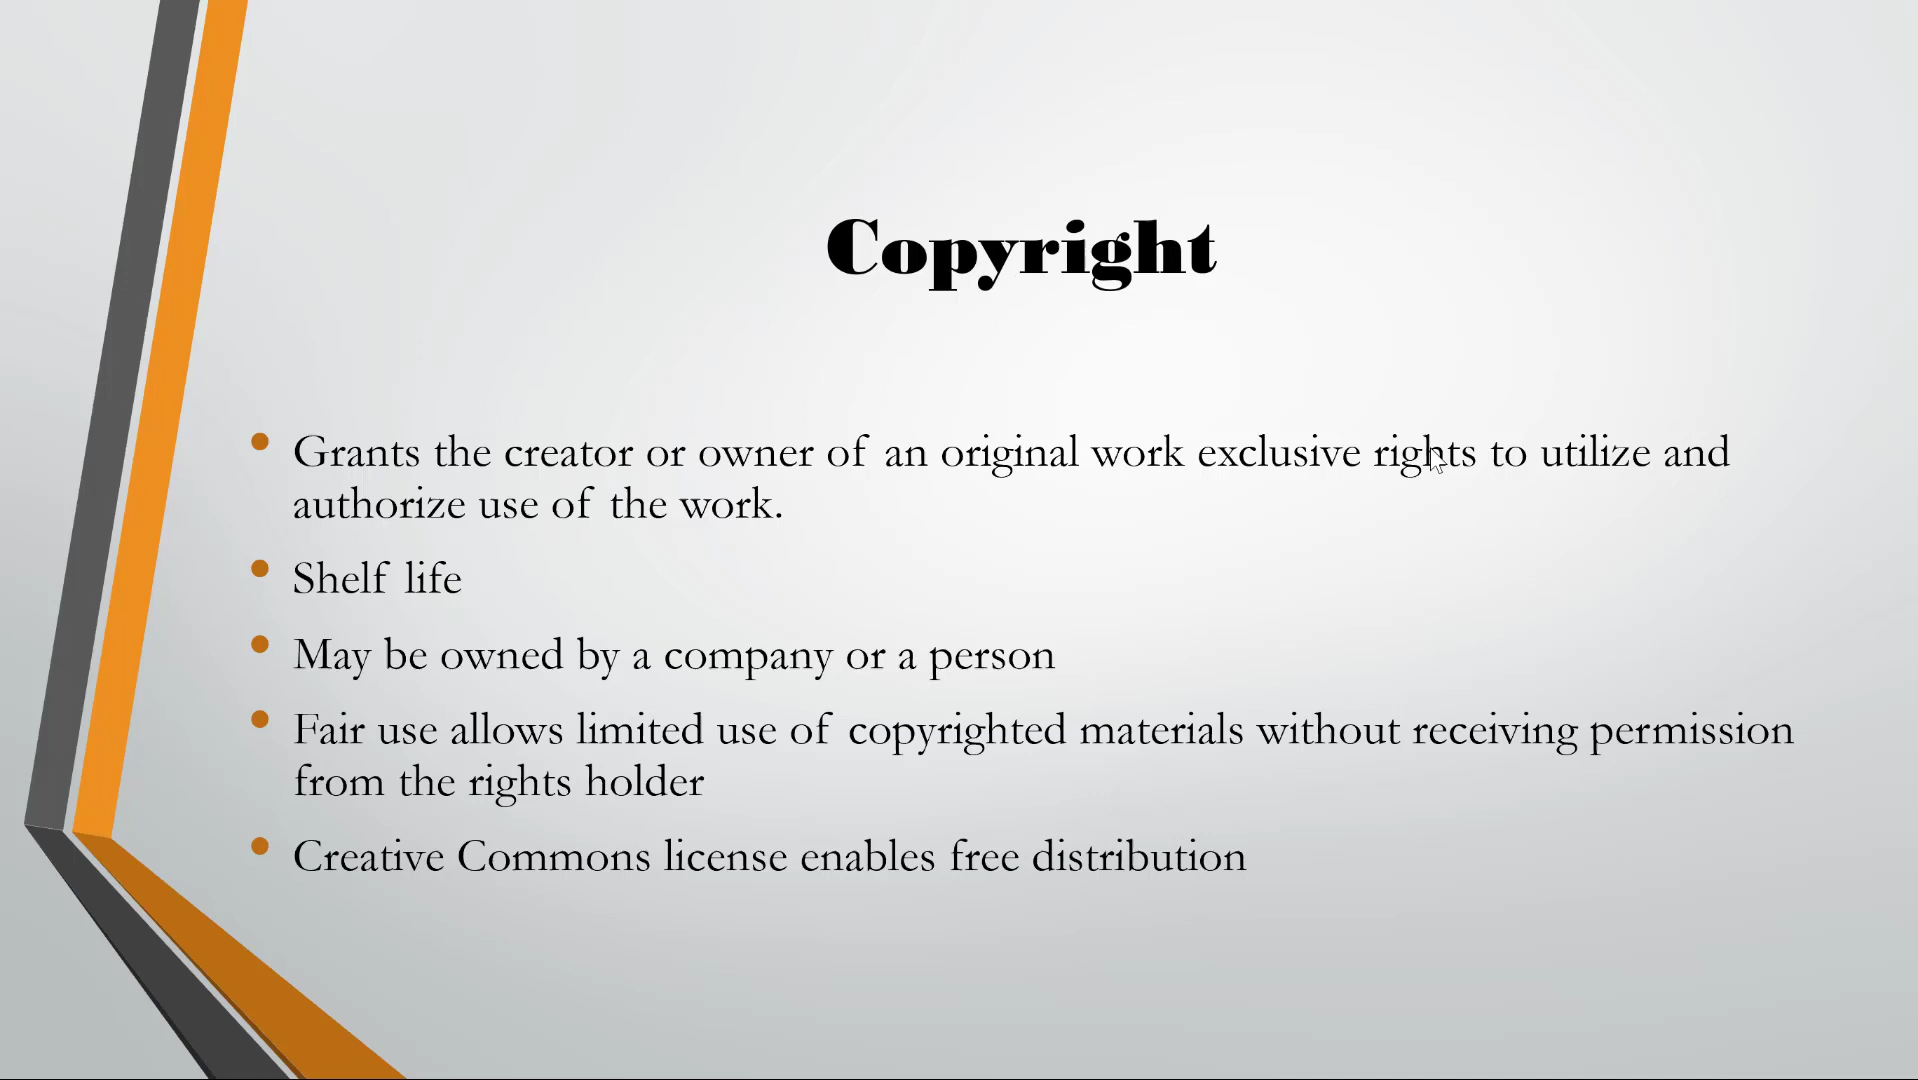 Copyright
• Grants the creator or owner of an original work exclusive rights to utilize and
authorize use of the work.
• Shelf life
• May be owned by a company or a person
• Fair use allows limited use of copyrighted materials without receiving permission
from the rights holder
• Creative Commons license enables free distribution